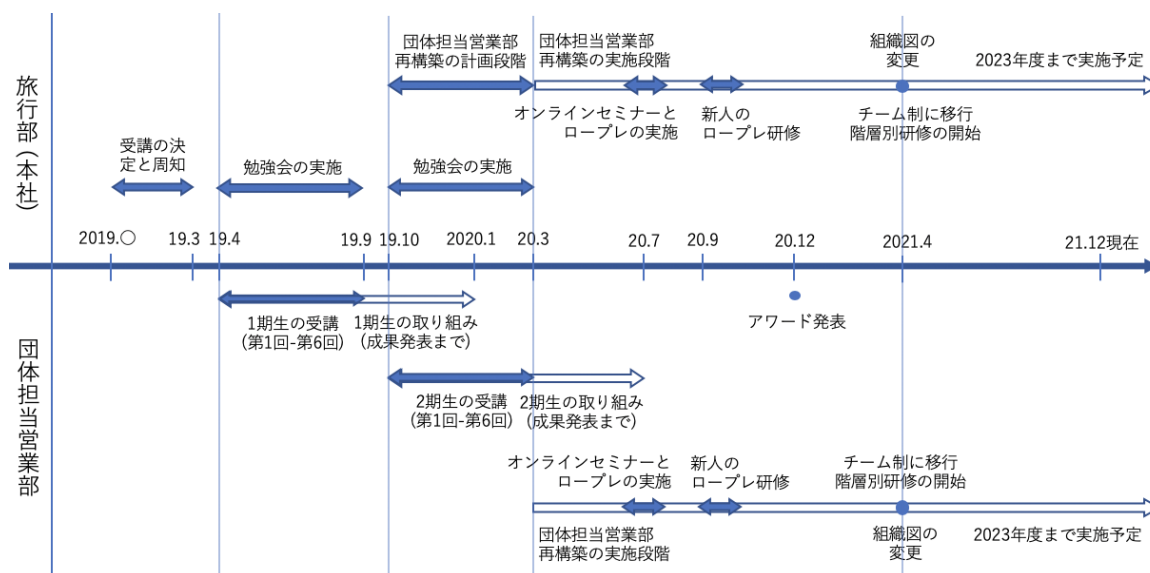 旅行部(本社)
団体担当営業部
再構築の計画段階
団体担当営業部
再構築の実施段階
組織図の
変更
2023年度まで実施予定
オンラインセミナーと
ロープレの実施
新人の
ロープレ研修
チーム制に移行
階層別研修の開始
受講の決
定と周知
勉強会の実施
勉強会の実施
2019.〇
19.3
19.4
19.9
19.10
2020.1
20.3
20.7
20.9
20.12
2021.4
21.12現在
団体担当営業部
1期生の受講
(第1回-第6回)
1期生の取り組み
(成果発表まで)
アワード発表
2期生の受講
(第1回-第6回)
2期生の取り組み
(成果発表まで)
オンラインセミナーと
ロープレの実施
新人の
ロープレ研修
チーム制に移行
階層別研修の開始
団体担当営業部
再構築の実施段階
組織図の
変更
2023年度まで実施予定